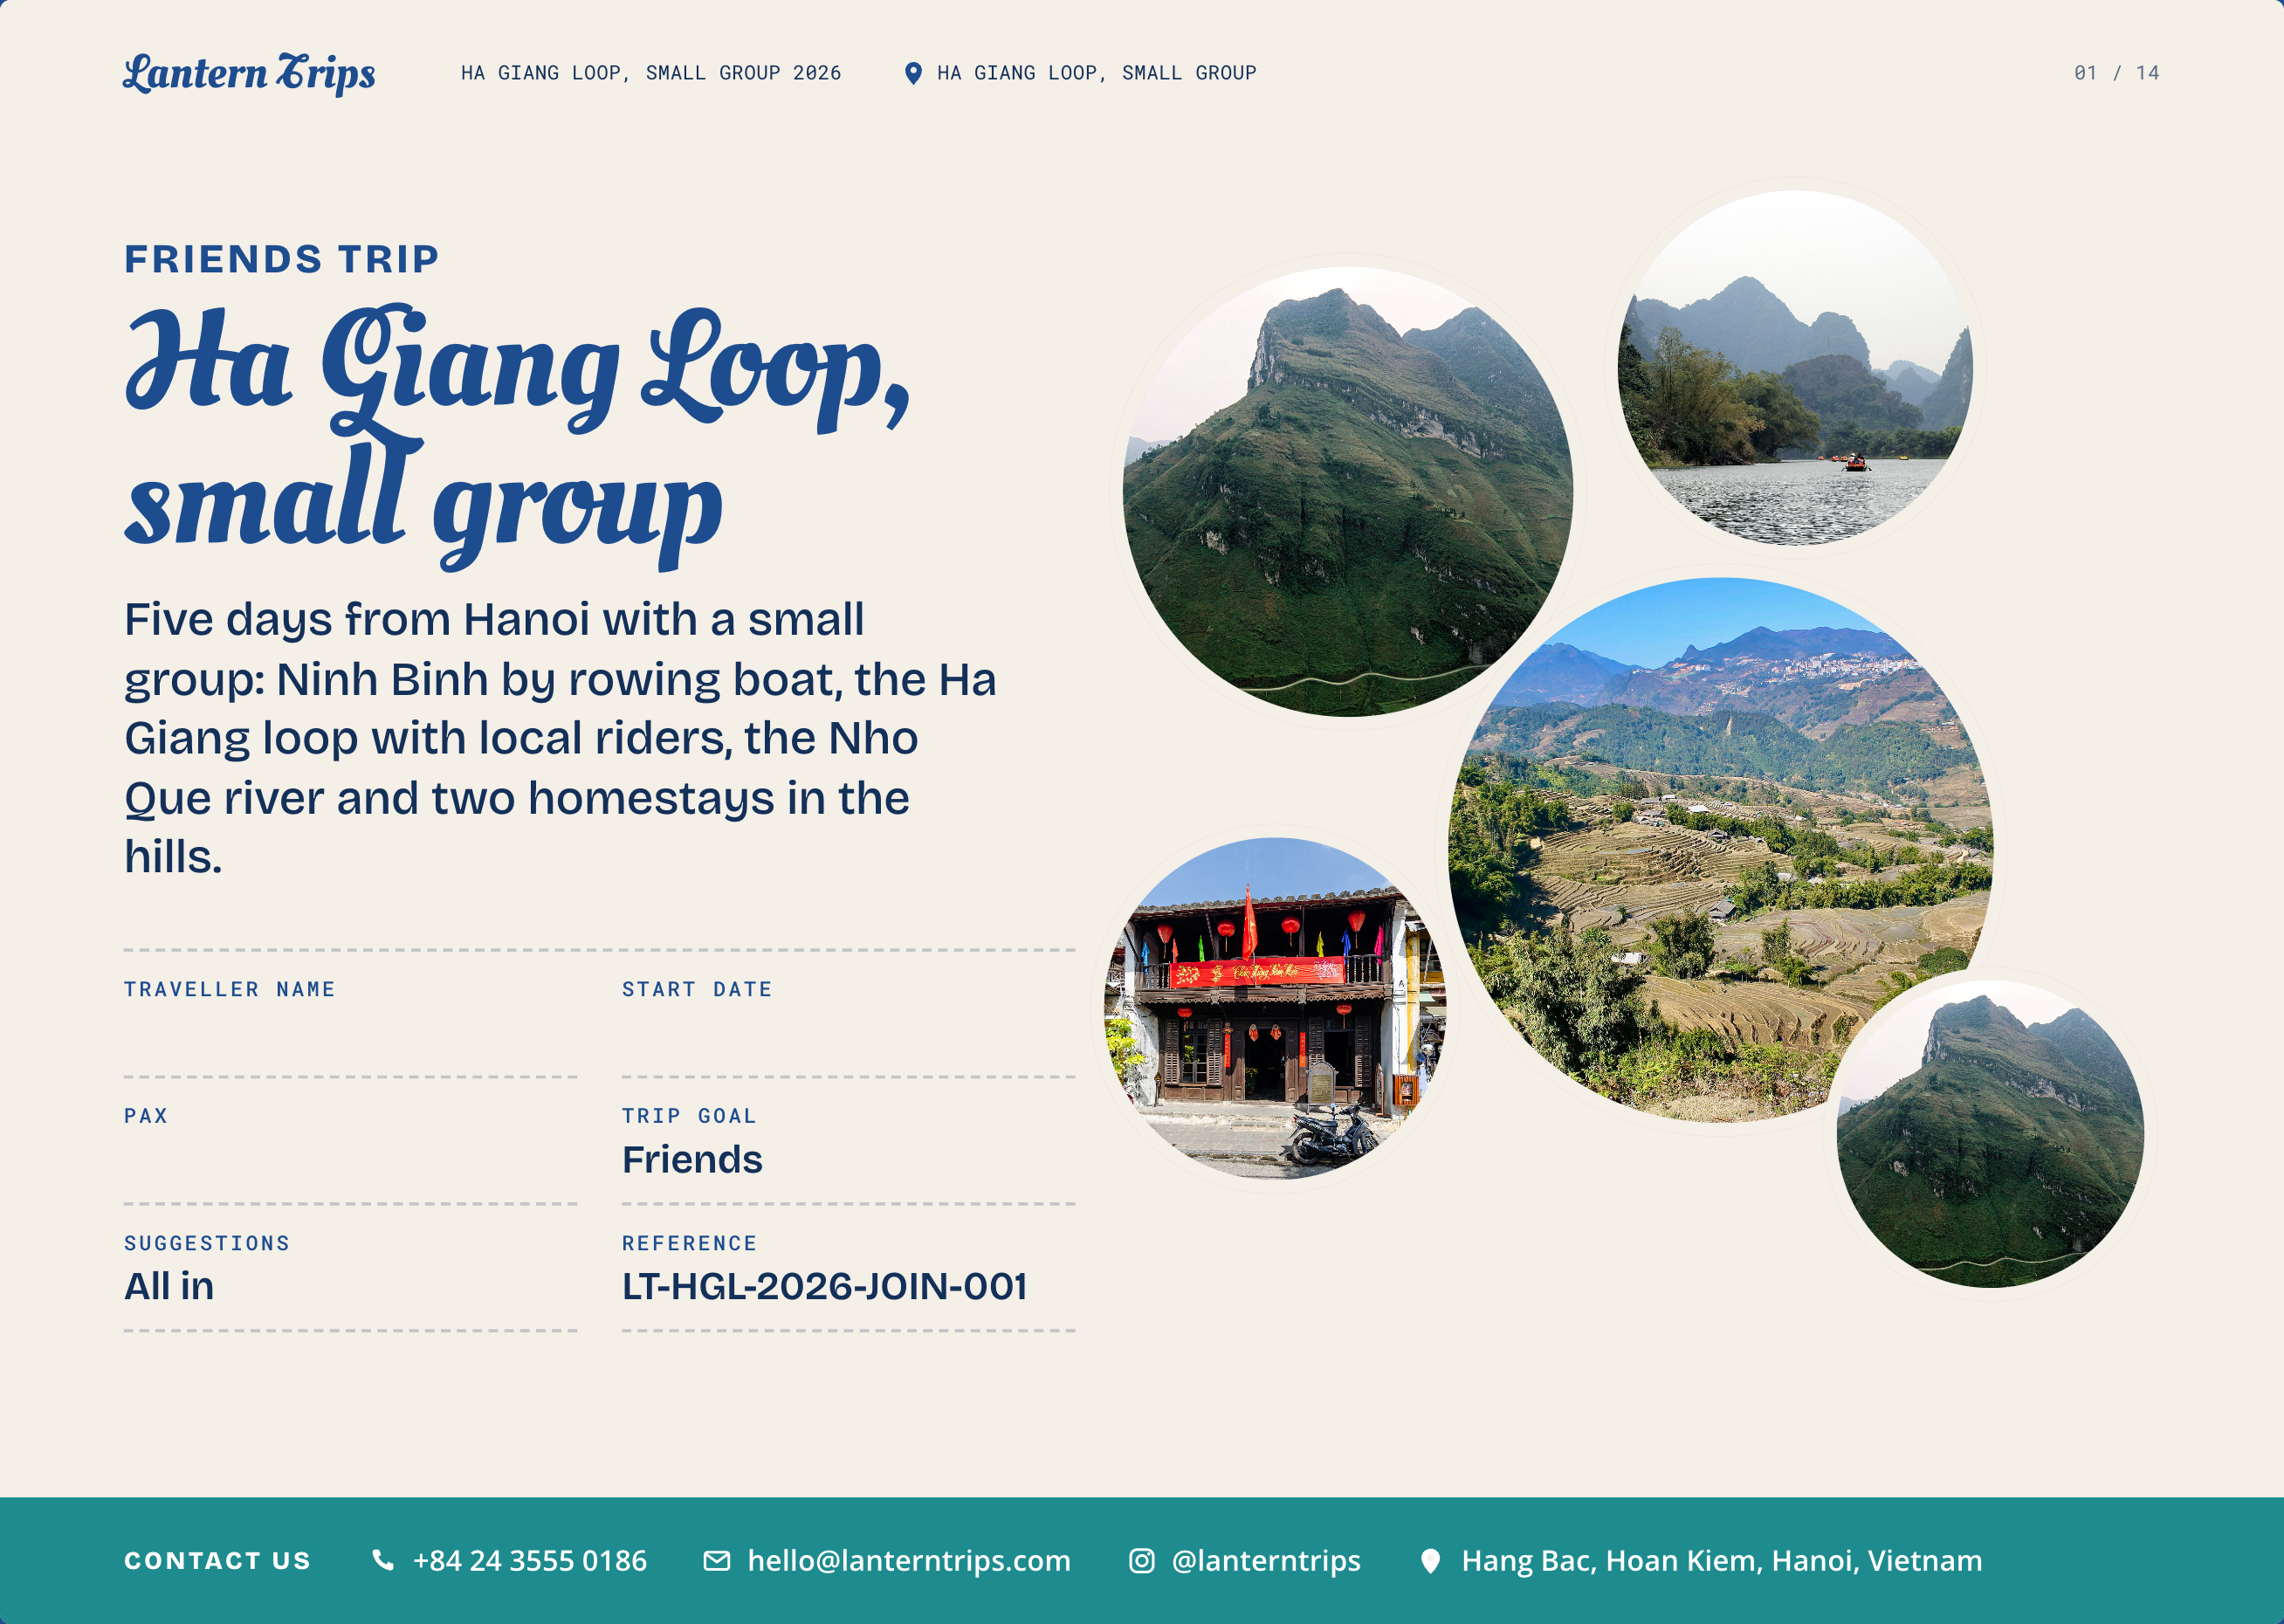 Lantern Trips
HA GIANG LOOP, SMALL GROUP 2026
HA GIANG LOOP, SMALL GROUP
01 / 14
FRIENDS TRIP
Ha Giang Loop,
small group
Five days from Hanoi with a small
group: Ninh Binh by rowing boat, the Ha
Giang loop with local riders, the Nho
Que river and two homestays in the
hills.
TRAVELLER NAME
START DATE
PAX
TRIP GOAL
Friends
SUGGESTIONS
All in
REFERENCE
LT-HGL-2026-JOIN-001
CONTACT US
+84 24 3555 0186
hello@lanterntrips.com
@lanterntrips
Hang Bac, Hoan Kiem, Hanoi, Vietnam